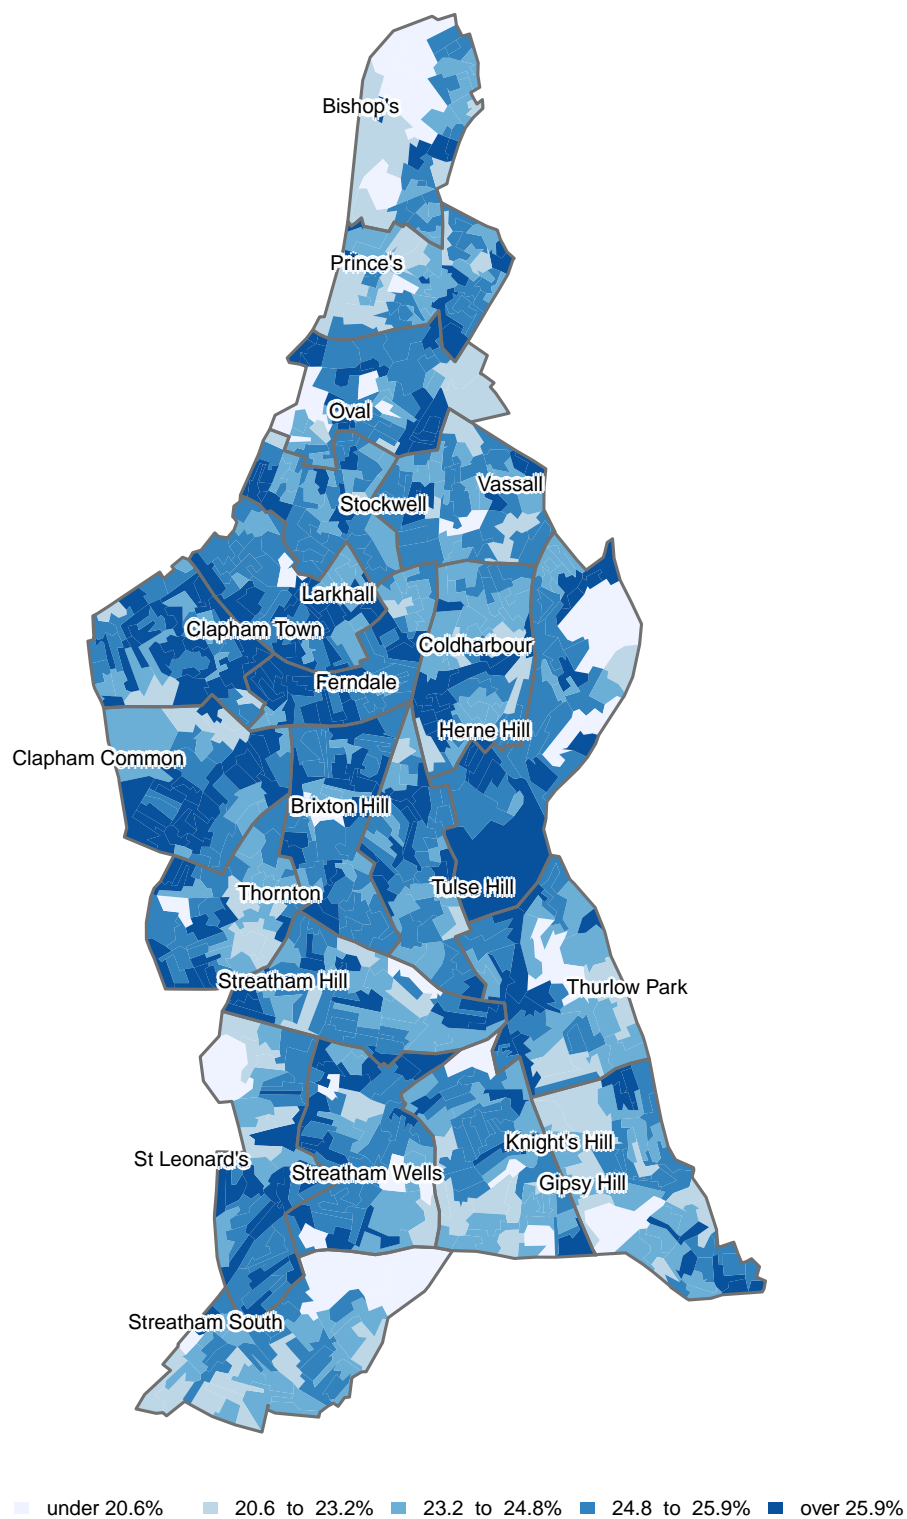 Bishop's
Prince's
Oval
Vassall
Stockwell
Larkhall
Clapham Town
Coldharbour
Ferndale
Herne Hill
Clapham Common
Brixton Hill
Tulse Hill
Thornton
Streatham Hill
Thurlow Park
Knight's Hill
St Leonard's
Streatham Wells
Gipsy Hill
Streatham South
under 20.6% 20.6 to 23.2% 23.2 to 24.8% 24.8 to 25.9% over 25.9%